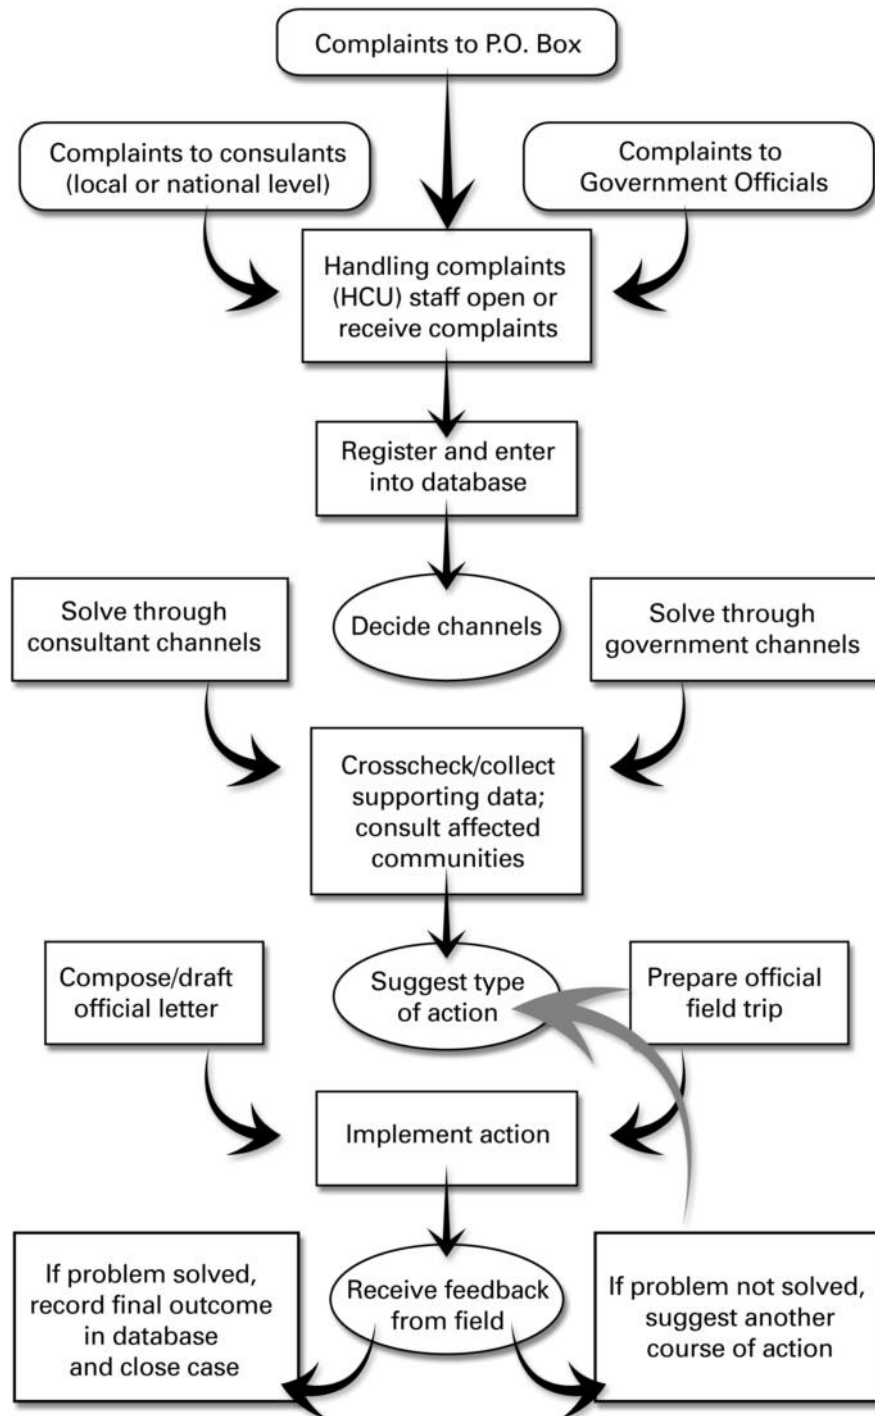 Complaints to P.O. Box
Complaints to consulants
(local or national level)
Complaints to
Government Officials
Handling complaints
(HCU) staff open or
receive complaints
Register and enter
into database
Solve through
consultant channels
Decide channels
Solve through
government channels
Crosscheck/collect
supporting data;
consult affected
communities
Compose/draft
official letter
Suggest type
of action
Prepare official
field trip
Implement action
If problem solved,
record final outcome
in database
and close case
Receive feedback
from field
If problem not solved,
suggest another
course of action